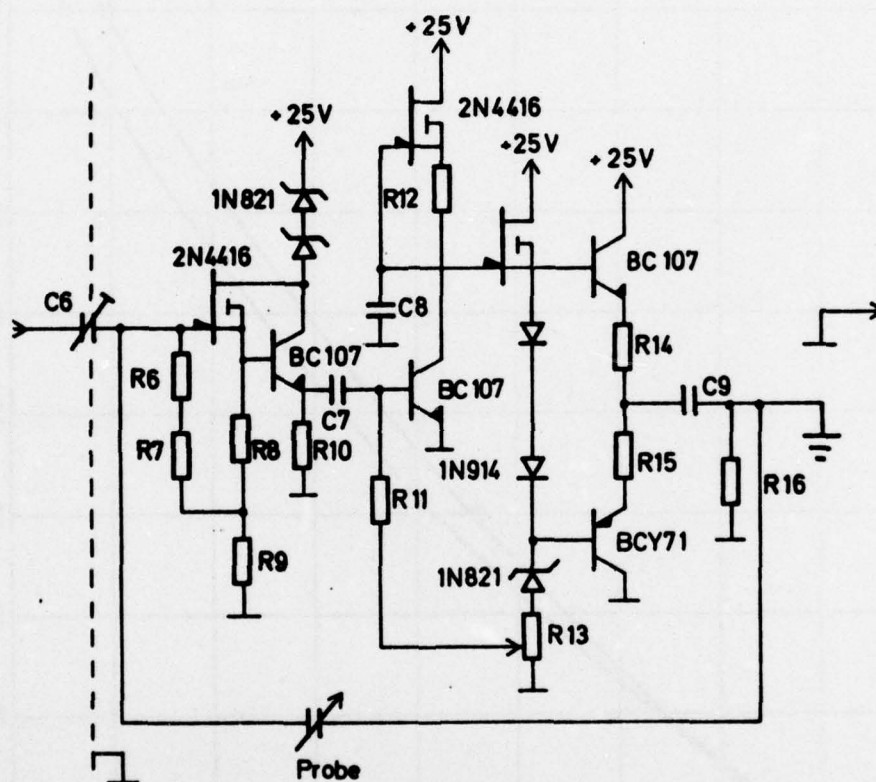 +25V
2N4416
+25V
+25V
+25V
1N821
R12
2N4416
BC107
C6
C8
R14
BC107
BC107
C9
R6
C7
R7
R8
R10
1N914
R15
R16
R11
BCY71
R9
1N821
R13
Probe